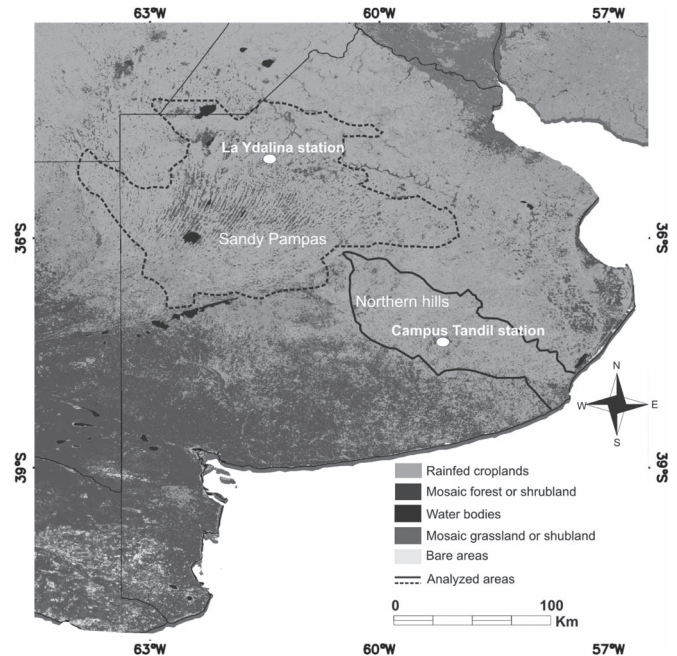 63°W 60°W 57°W
La Ydalina station
36°S 36°S
Sandy Pampas
Northern hills
Campus Tandil station
N
W E
S
39°S 39°S
Rainfed croplands
Mosaic forest or shrubland
Water bodies
Mosaic grassland or shubland
Bare areas
Analyzed areas
0 100
Km
63°W 60°W 57°W